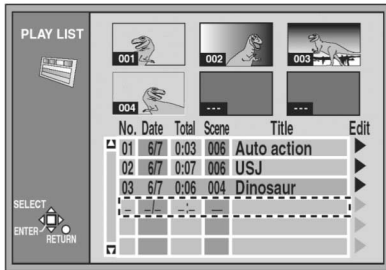 PLAY LIST
001
002
003
004
---
---
No. Date Total Scene Title Edit
01 6/7 0:03 006 Auto action
02 6/7 0:07 006 USJ
03 6/7 0:06 004 Dinosaur
_ _/_ _:_ __
SELECT
ENTER
RETURN